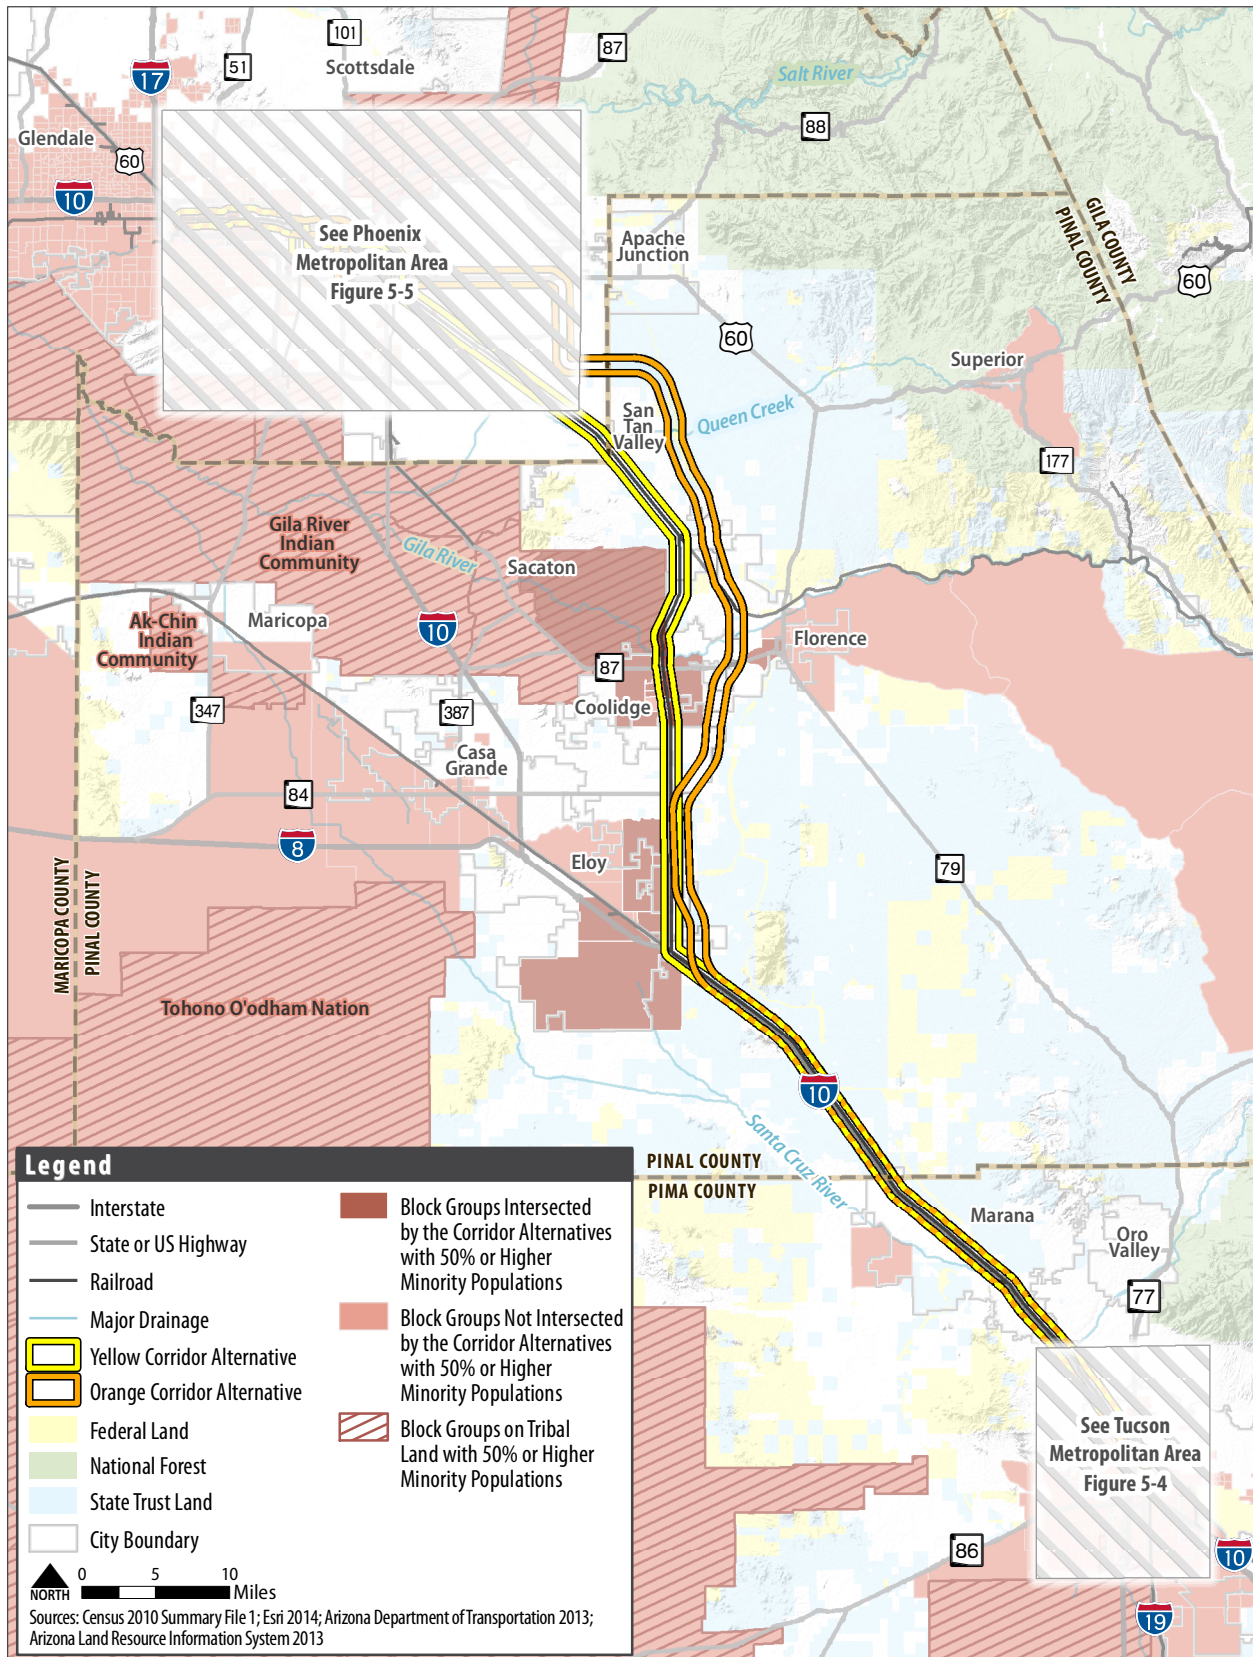 101
51
Scottsdale
87
17
Salt River
88
Glendale
60
10
See Phoenix
Metropolitan Area
Figure 5-5
Apache
Junction
GILA COUNTY
PINAL COUNTY
60
60
Superior
San
Tan
Valley
Queen Creek
177
Gila River
Indian
Community
Gila River
Sacaton
Ak-Chin
Indian
Community
Maricopa
10
87
Florence
347
387
Coolidge
Casa
Grande
84
8
Eloy
79
MARICOPA COUNTY
PINAL COUNTY
Tohono O'odham Nation
10
Santa Cruz River
PINAL COUNTY
PIMA COUNTY
Marana
Oro
Valley
77
See Tucson
Metropolitan Area
Figure 5-4
86
10
19
Legend
Interstate
State or US Highway
Railroad
Major Drainage
Yellow Corridor Alternative
Orange Corridor Alternative
Federal Land
National Forest
State Trust Land
City Boundary
Block Groups Intersected
by the Corridor Alternatives
with 50% or Higher
Minority Populations
Block Groups Not Intersected
by the Corridor Alternatives
with 50% or Higher
Minority Populations
Block Groups on Tribal
Land with 50% or Higher
Minority Populations
NORTH
0 5 10
Miles
Sources: Census 2010 Summary File 1; Esri 2014; Arizona Department of Transportation 2013;
Arizona Land Resource Information System 2013